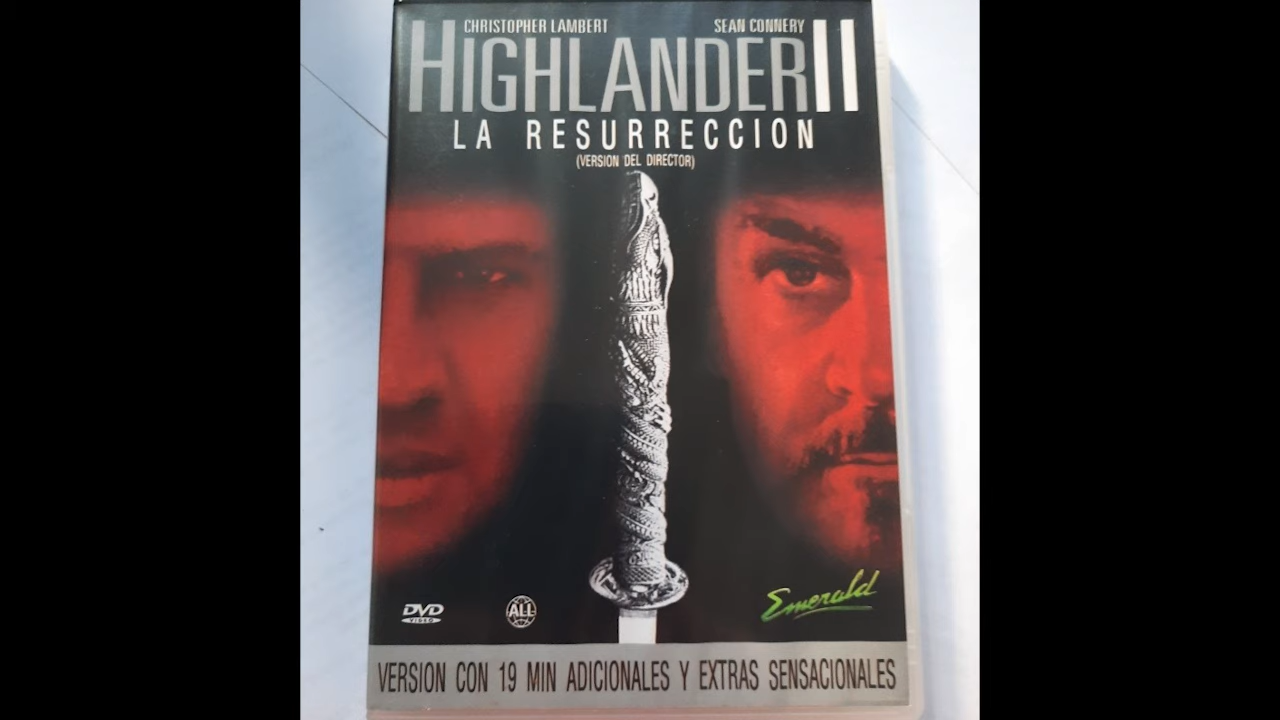 CHRISTOPHER LAMBERT SEAN CONNERY
HIGHLANDER II
LA RESURRECCION
(VERSION DEL DIRECTOR)
DVD
VIDEO
ALL
Emerald
VERSION CON 19 MIN ADICIONALES Y EXTRAS SENSACIONALES